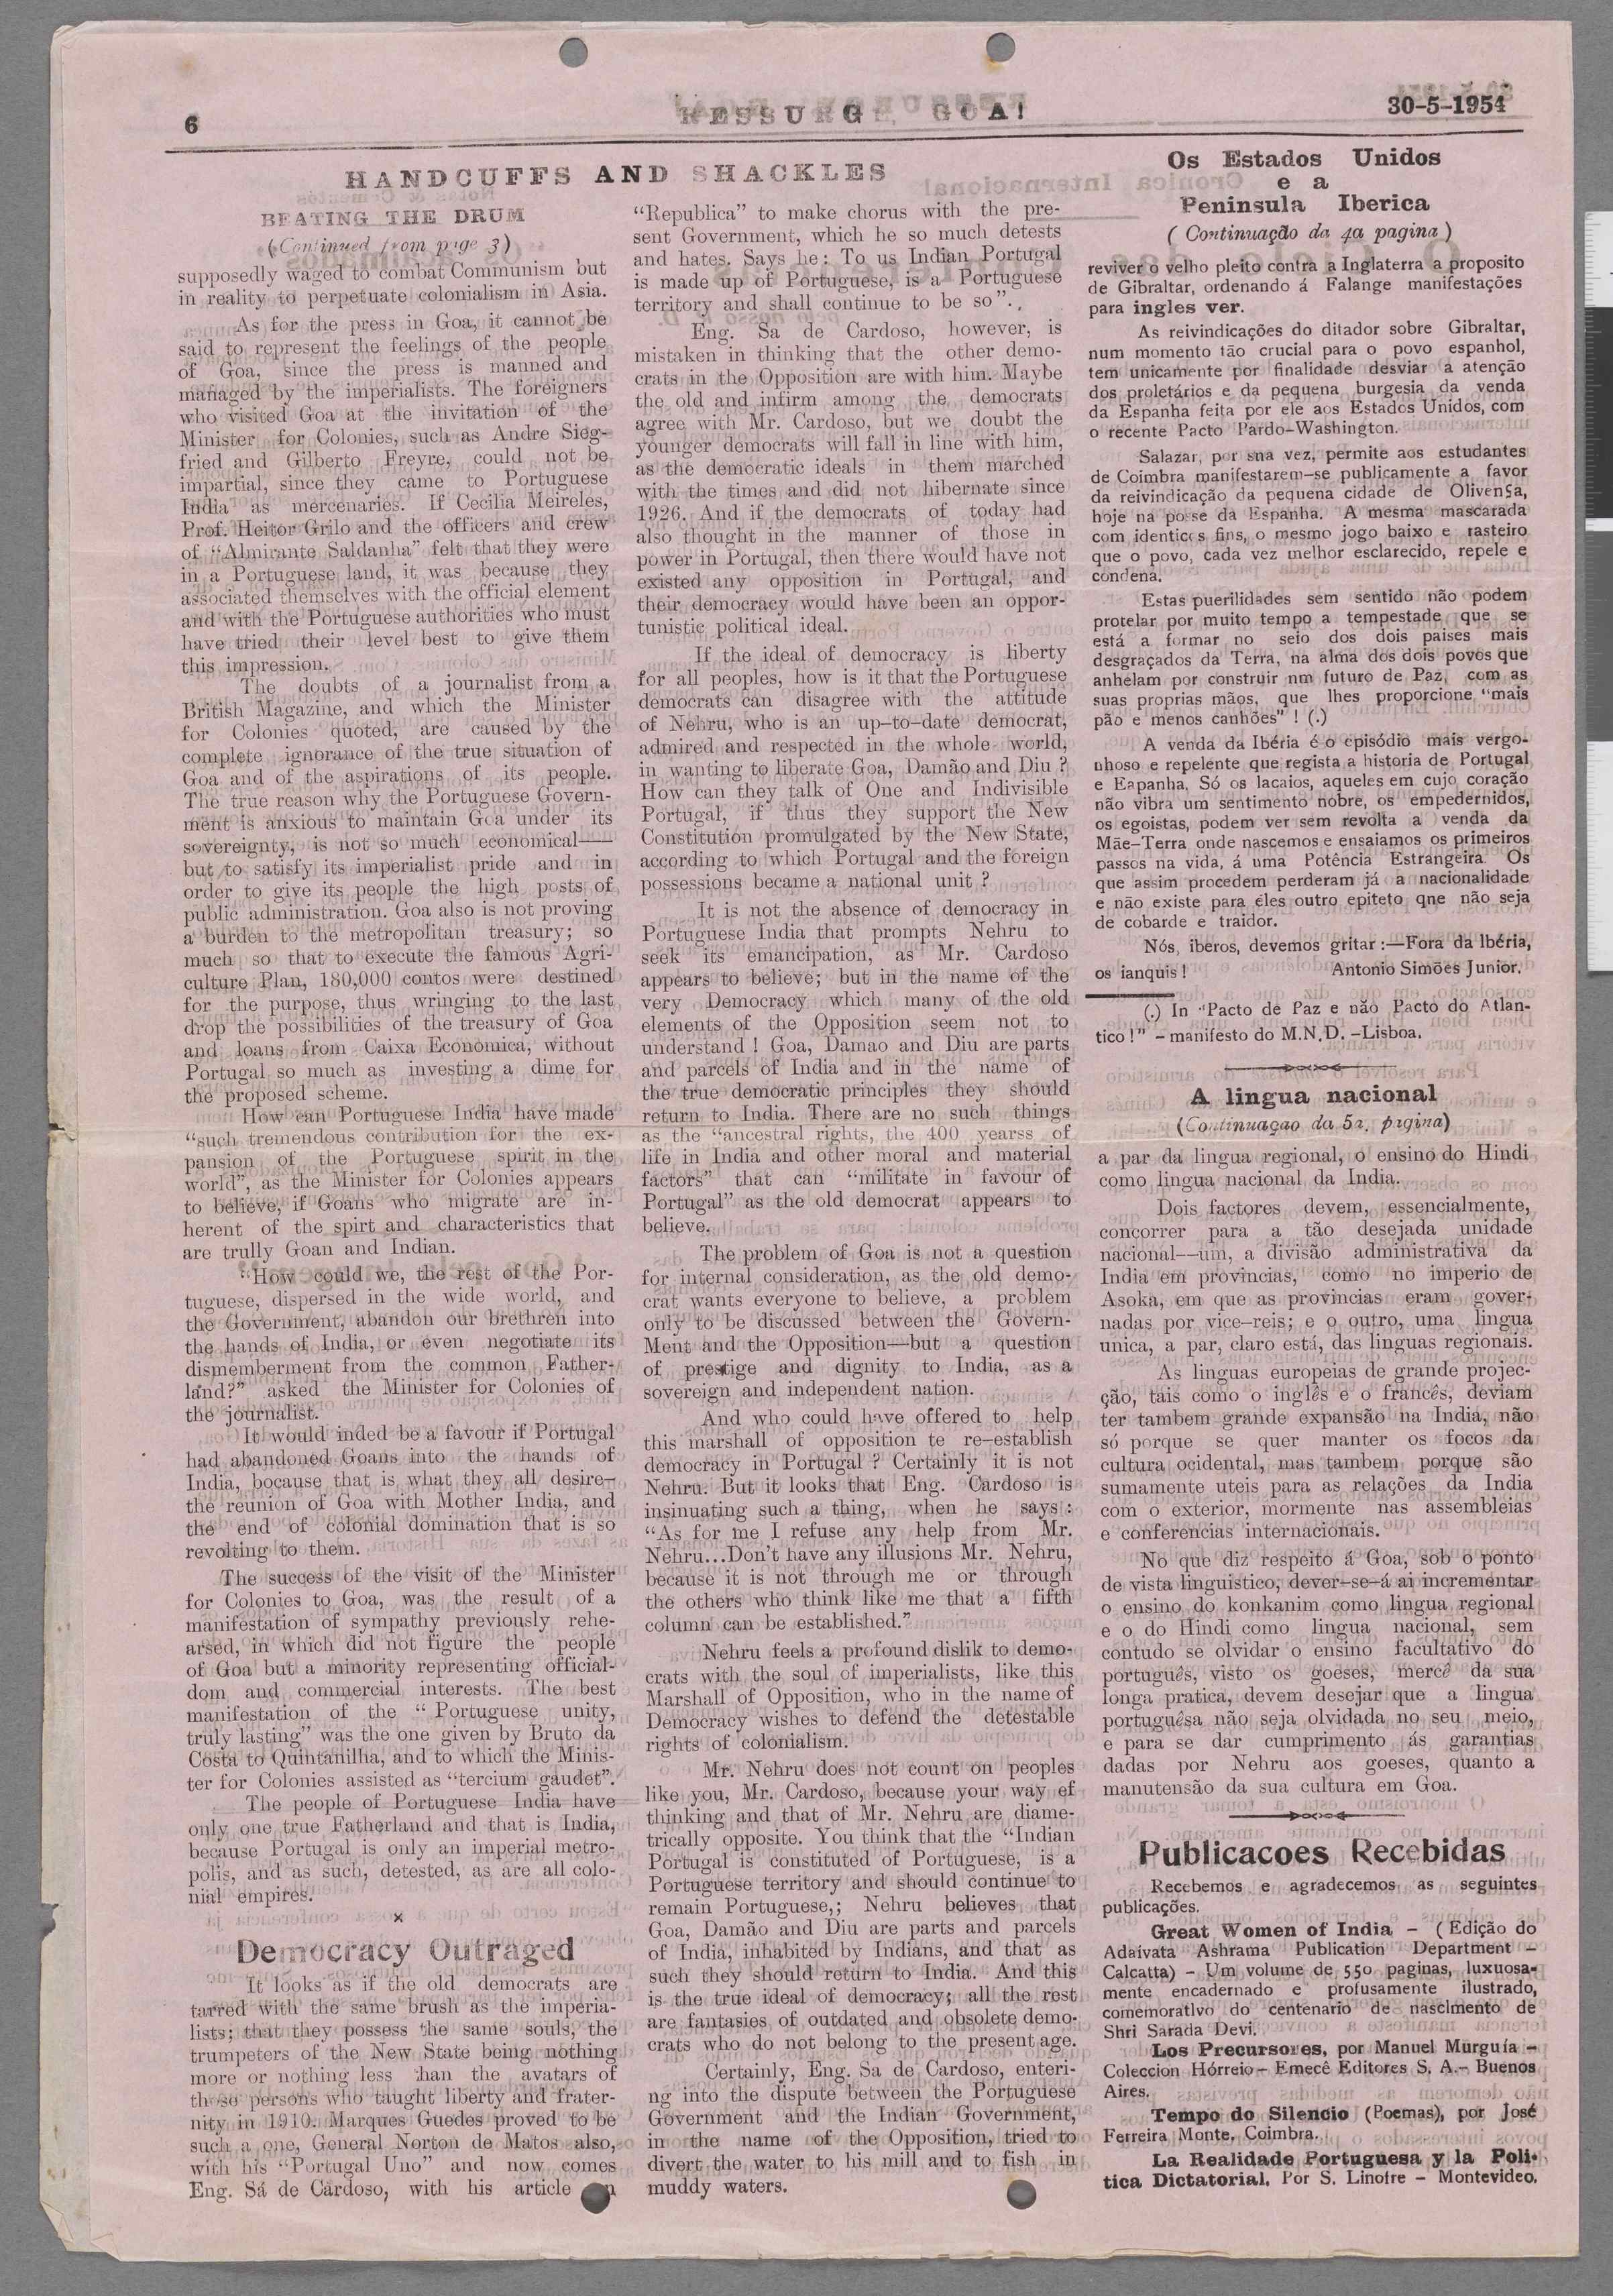 6
RESSURGE, GOA!
30-5-1954
HANDCUFFS AND SHACKLES
BEATING THE DRUM
(Continued from page 3)
supposedly waged to combat Communism but
in reality to perpetuate colonialism in Asia.
As for the press in Goa, it cannot be
said to represent the feelings of the people
of Goa, since the press is manned and
managed by the imperialists. The foreigners
who visited Goa at the invitation of the
Minister for Colonies, such as Andre Sieg-
fried and Gilberto Freyre, could not be
impartial, since they came to Portuguese
India as mercenaries. If Cecilia Meireles,
Prof. Heitor Grilo and the officers and crew
of "Almirante Saldanha" felt that they were
in a Portuguese land, it was because they
associated themselves with the official element
and with the Portuguese authorities who must
have tried their level best to give them
this impression.
The doubts of a journalist from a
British Magazine, and which the Minister
for Colonies quoted, are caused by the
complete ignorance of the true situation of
Goa and of the aspirations of its people.
The true reason why the Portuguese Govern-
ment is anxious to maintain Goa under its
sovereignty, is not so much economical—
but to satisfy its imperialist pride and in
order to give its people the high posts of
public administration. Goa also is not proving
a burden to the metropolitan treasury; so
much so that to execute the famous Agri-
culture Plan, 180,000 contos were destined
for the purpose, thus wringing to the last
drop the possibilities of the treasury of Goa
and loans from Caixa Economica, without
Portugal so much as investing a dime for
the proposed scheme.
How can Portuguese India have made
"such tremendous contribution for the ex-
pansion of the Portuguese spirit in the
world", as the Minister for Colonies appears
to believe, if Goans who migrate are in-
herent of the spirt and characteristics that
are trully Goan and Indian.
"How could we, the rest of the Por-
tuguese, dispersed in the wide world, and
the Government, abandon our brethren into
the hands of India, or even negotiate its
dismemberment from the common Father-
land?" asked the Minister for Colonies of
the journalist.
It would inded be a favour if Portugal
had abandoned Goans into the hands of
India, bocause that is what they all desire—
the reunion of Goa with Mother India, and
the end of colonial domination that is so
revolting to them.
The success of the visit of the Minister
for Colonies to Goa, was the result of a
manifestation of sympathy previously rehe-
arsed, in which did not figure the people
of Goa but a minority representing official-
dom and commercial interests. The best
manifestation of the " Portuguese unity,
truly lasting" was the one given by Bruto da
Costa to Quintanilha, and to which the Minis-
ter for Colonies assisted as "tercium gaudet".
The people of Portuguese India have
only one true Fatherland and that is India,
because Portugal is only an imperial metro-
polis, and as such, detested, as are all colo-
nial empires.
x
Democracy Outraged
It looks as if the old democrats are
tarred with the same brush as the imperia-
lists; that they possess the same souls, the
trumpeters of the New State being nothing
more or nothing less than the avatars of
those persons who taught liberty and frater-
nity in 1910. Marques Guedes proved to be
such a one, General Norton de Matos also,
with his "Portugal Uno" and now comes
Eng. Sá de Cardoso, with his article
"Republica" to make chorus with the pre-
sent Government, which he so much detests
and hates. Says he: To us Indian Portugal
is made up of Portuguese, is a Portuguese
territory and shall continue to be so".
Eng. Sa de Cardoso, however, is
mistaken in thinking that the other demo-
crats in the Opposition are with him. Maybe
the old and infirm among the democrats
agree with Mr. Cardoso, but we doubt the
younger democrats will fall in line with him,
as the democratic ideals in them marched
with the times and did not hibernate since
1926. And if the democrats of today had
also thought in the manner of those in
power in Portugal, then there would have not
existed any opposition in Portugal, and
their democracy would have been an oppor-
tunistic political ideal.
If the ideal of democracy is liberty
for all peoples, how is it that the Portuguese
democrats can disagree with the attitude
of Nehru, who is an up-to-date democrat,
admired and respected in the whole world,
in wanting to liberate Goa, Damão and Diu ?
How can they talk of One and Indivisible
Portugal, if thus they support the New
Constitution promulgated by the New State,
according to which Portugal and the foreign
possessions became a national unit ?
It is not the absence of democracy in
Portuguese India that prompts Nehru to
seek its emancipation, as Mr. Cardoso
appears to believe; but in the name of the
very Democracy which many of the old
elements of the Opposition seem not to
understand ! Goa, Damao and Diu are parts
and parcels of India and in the name of
the true democratic principles they should
return to India. There are no such things
as the "ancestral rights, the 400 yearss of
life in India and other moral and material
factors" that can "militate in favour of
Portugal" as the old democrat appears to
believe.
The problem of Goa is not a question
for internal consideration, as the old demo-
crat wants everyone to believe, a problem
only to be discussed between the Govern-
Ment and the Opposition—but a question
of prestige and dignity to India, as a
sovereign and independent nation.
And who could have offered to help
this marshall of opposition te re-establish
democracy in Portugal ? Certainly it is not
Nehru. But it looks that Eng. Cardoso is
insinuating such a thing, when he says:
"As for me I refuse any help from Mr.
Nehru...Don't have any illusions Mr. Nehru,
because it is not through me or through
the others who think like me that a fifth
column can be established."
Nehru feels a profound dislik to demo-
crats with the soul of imperialists, like this
Marshall of Opposition, who in the name of
Democracy wishes to defend the detestable
rights of colonialism.
Mr. Nehru does not count on peoples
like you, Mr. Cardoso, because your way ef
thinking and that of Mr. Nehru are diame-
trically opposite. You think that the "Indian
Portugal is constituted of Portuguese, is a
Portuguese territory and should continue to
remain Portuguese,; Nehru believes that
Goa, Damão and Diu are parts and parcels
of India, inhabited by Indians, and that as
such they should return to India. And this
is the true ideal of democracy; all the rest
are fantasies of outdated and obsolete demo-
crats who do not belong to the present age.
Certainly, Eng. Sa de Cardoso, enteri-
ng into the dispute between the Portuguese
Government and the Indian Government,
in the name of the Opposition, tried to
divert the water to his mill and to fish in
muddy waters.
Os Estados Unidos
e a
Peninsula Iberica
( Continuação da 4a pagina )
reviver o velho pleito contra a Inglaterra a proposito
de Gibraltar, ordenando á Falange manifestações
para ingles ver.
As reivindicações do ditador sobre Gibraltar,
num momento tão crucial para o povo espanhol,
tem unicamente por finalidade desviar a atenção
dos proletários e da pequena burgesia da venda
da Espanha feita por ele aos Estados Unidos, com
o recente Pacto Pardo-Washington.
Salazar, por sua vez, permite aos estudantes
de Coimbra manifestarem-se publicamente a favor
da reivindicação da pequena cidade de Olivença,
hoje na posse da Espanha. A mesma mascarada
com identicos fins, o mesmo jogo baixo e rasteiro
que o povo, cada vez melhor esclarecido, repele e
condena.
Estas puerilidades sem sentido não podem
protelar por muito tempo a tempestade que se
está a formar no seio dos dois paises mais
desgraçados da Terra, na alma dos dois povos que
anhelam por construir nm futuro de Paz, com as
suas proprias mãos, que lhes proporcione "mais
pão e menos canhões" ! (.)
A venda da Ibéria é o episódio mais vergo-
nhoso e repelente que regista a historia de Portugal
e Espanha. Só os lacaios, aqueles em cujo coração
não vibra um sentimento nobre, os empedernidos,
os egoistas, podem ver sem revolta a venda da
Mãe-Terra onde nascemos e ensaiamos os primeiros
passos na vida, á uma Potência Estrangeira. Os
que assim procedem perderam já a nacionalidade
e não existe para eles outro epiteto qne não seja
de cobarde e traidor.
Nós, iberos, devemos gritar :—Fora da Ibéria,
os ianquis !
Antonio Simões Junior.
(.) In "Pacto de Paz e não Pacto do Atlan-
tico !" - manifesto do M.N.D. -Lisboa.
A lingua nacional
(Continuaçao da 5a. pagina)
a par da lingua regional, o ensino do Hindi
como lingua nacional da India.
Dois factores devem, essencialmente,
concorrer para a tão desejada unidade
nacional--um, a divisão administrativa da
India em provincias, como no imperio de
Asoka, em que as provincias eram gover-
nadas por vice-reis; e o outro, uma lingua
unica, a par, claro está, das linguas regionais.
As linguas europeias de grande projec-
ção, tais como o inglês e o francês, deviam
ter tambem grande expansão na India, não
só porque se quer manter os focos da
cultura ocidental, mas tambem porque são
sumamente uteis para as relações da India
com o exterior, mormente nas assembleias
e conferencias internacionais.
No que diz respeito á Goa, sob o ponto
de vista linguistico, dever-se-á ai incrementar
o ensino do konkanim como lingua regional
e o do Hindi como lingua nacional, sem
contudo se olvidar o ensino facultativo do
português, visto os goeses, mercê da sua
longa pratica, devem desejar que a lingua
portuguêsa não seja olvidada no seu meio,
e para se dar cumprimento ás garantias
dadas por Nehru aos goeses, quanto a
manutensão da sua cultura em Goa.
Publicacoes Recebidas
Recebemos e agradecemos as seguintes
publicações.
Great Women of India - ( Edição do
Adaivata Ashrama Publication Department -
Calcatta) - Um volume de 550 paginas, luxuosa-
mente encadernado e profusamente ilustrado,
comemorativo do centenario de nascimento de
Shri Sarada Devi.
Los Precursores, por Manuel Murguía -
Coleccion Hórreio- Emecê Editores S. A.- Buenos
Aires.
Tempo do Silencio (Poemas), por José
Ferreira Monte, Coimbra.
La Realidade Portuguesa y la Poli-
tica Dictatorial. Por S. Linofre - Montevideo.